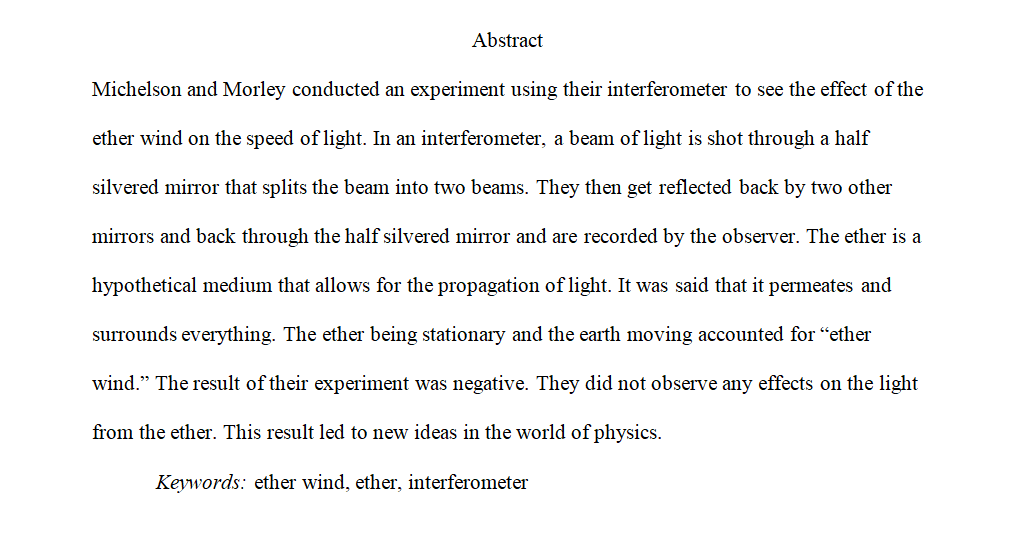 Abstract
Michelson and Morley conducted an experiment using their interferometer to see the effect of the
ether wind on the speed of light. In an interferometer, a beam of light is shot through a half
silvered mirror that splits the beam into two beams. They then get reflected back by two other
mirrors and back through the half silvered mirror and are recorded by the observer. The ether is a
hypothetical medium that allows for the propagation of light. It was said that it permeates and
surrounds everything. The ether being stationary and the earth moving accounted for “ether
wind.” The result of their experiment was negative. They did not observe any effects on the light
from the ether. This result led to new ideas in the world of physics.
Keywords: ether wind, ether, interferometer